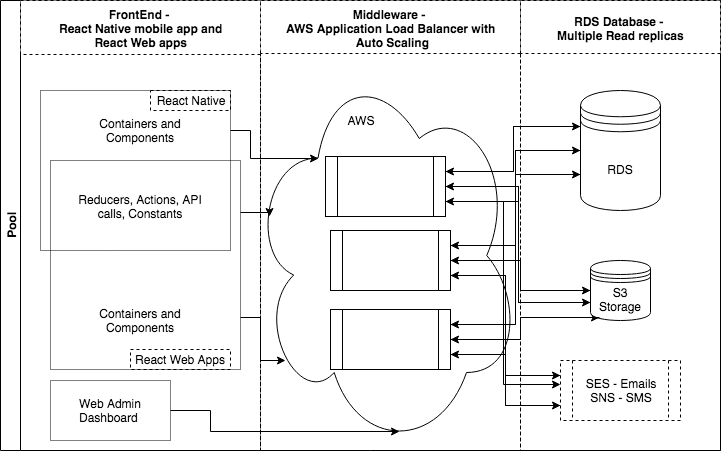 Pool
FrontEnd -
React Native mobile app and
React Web apps
Middleware -
AWS Application Load Balancer with
Auto Scaling
RDS Database -
Multiple Read replicas
React Native
Containers and
Components
Reducers, Actions, API
calls, Constants
Containers and
Components
React Web Apps
Web Admin
Dashboard
AWS
RDS
S3
Storage
SES - Emails
SNS - SMS